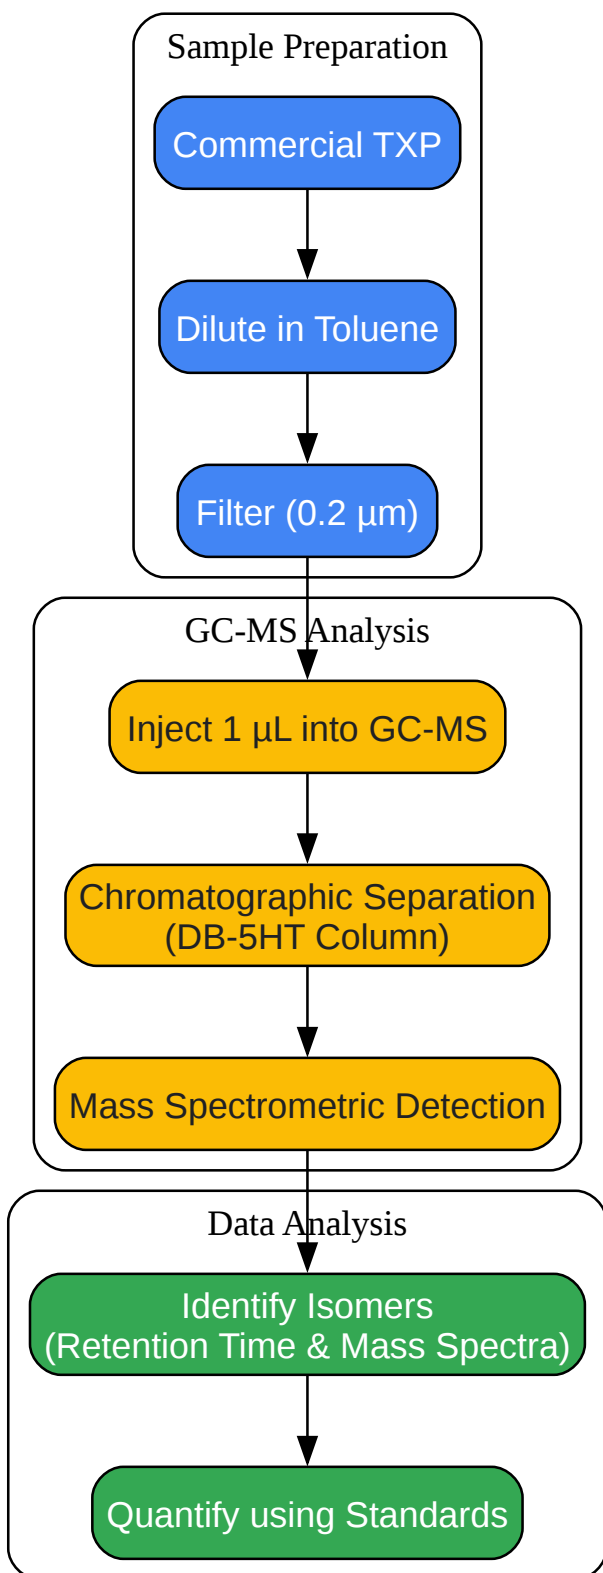 Sample Preparation
Commercial TXP
Dilute in Toluene
Filter (0.2 µm)
GC-MS Analysis
Inject 1 µL into GC-MS
Chromatographic Separation
(DB-5HT Column)
Mass Spectrometric Detection
Data Analysis
Identify Isomers
(Retention Time & Mass Spectra)
Quantify using Standards